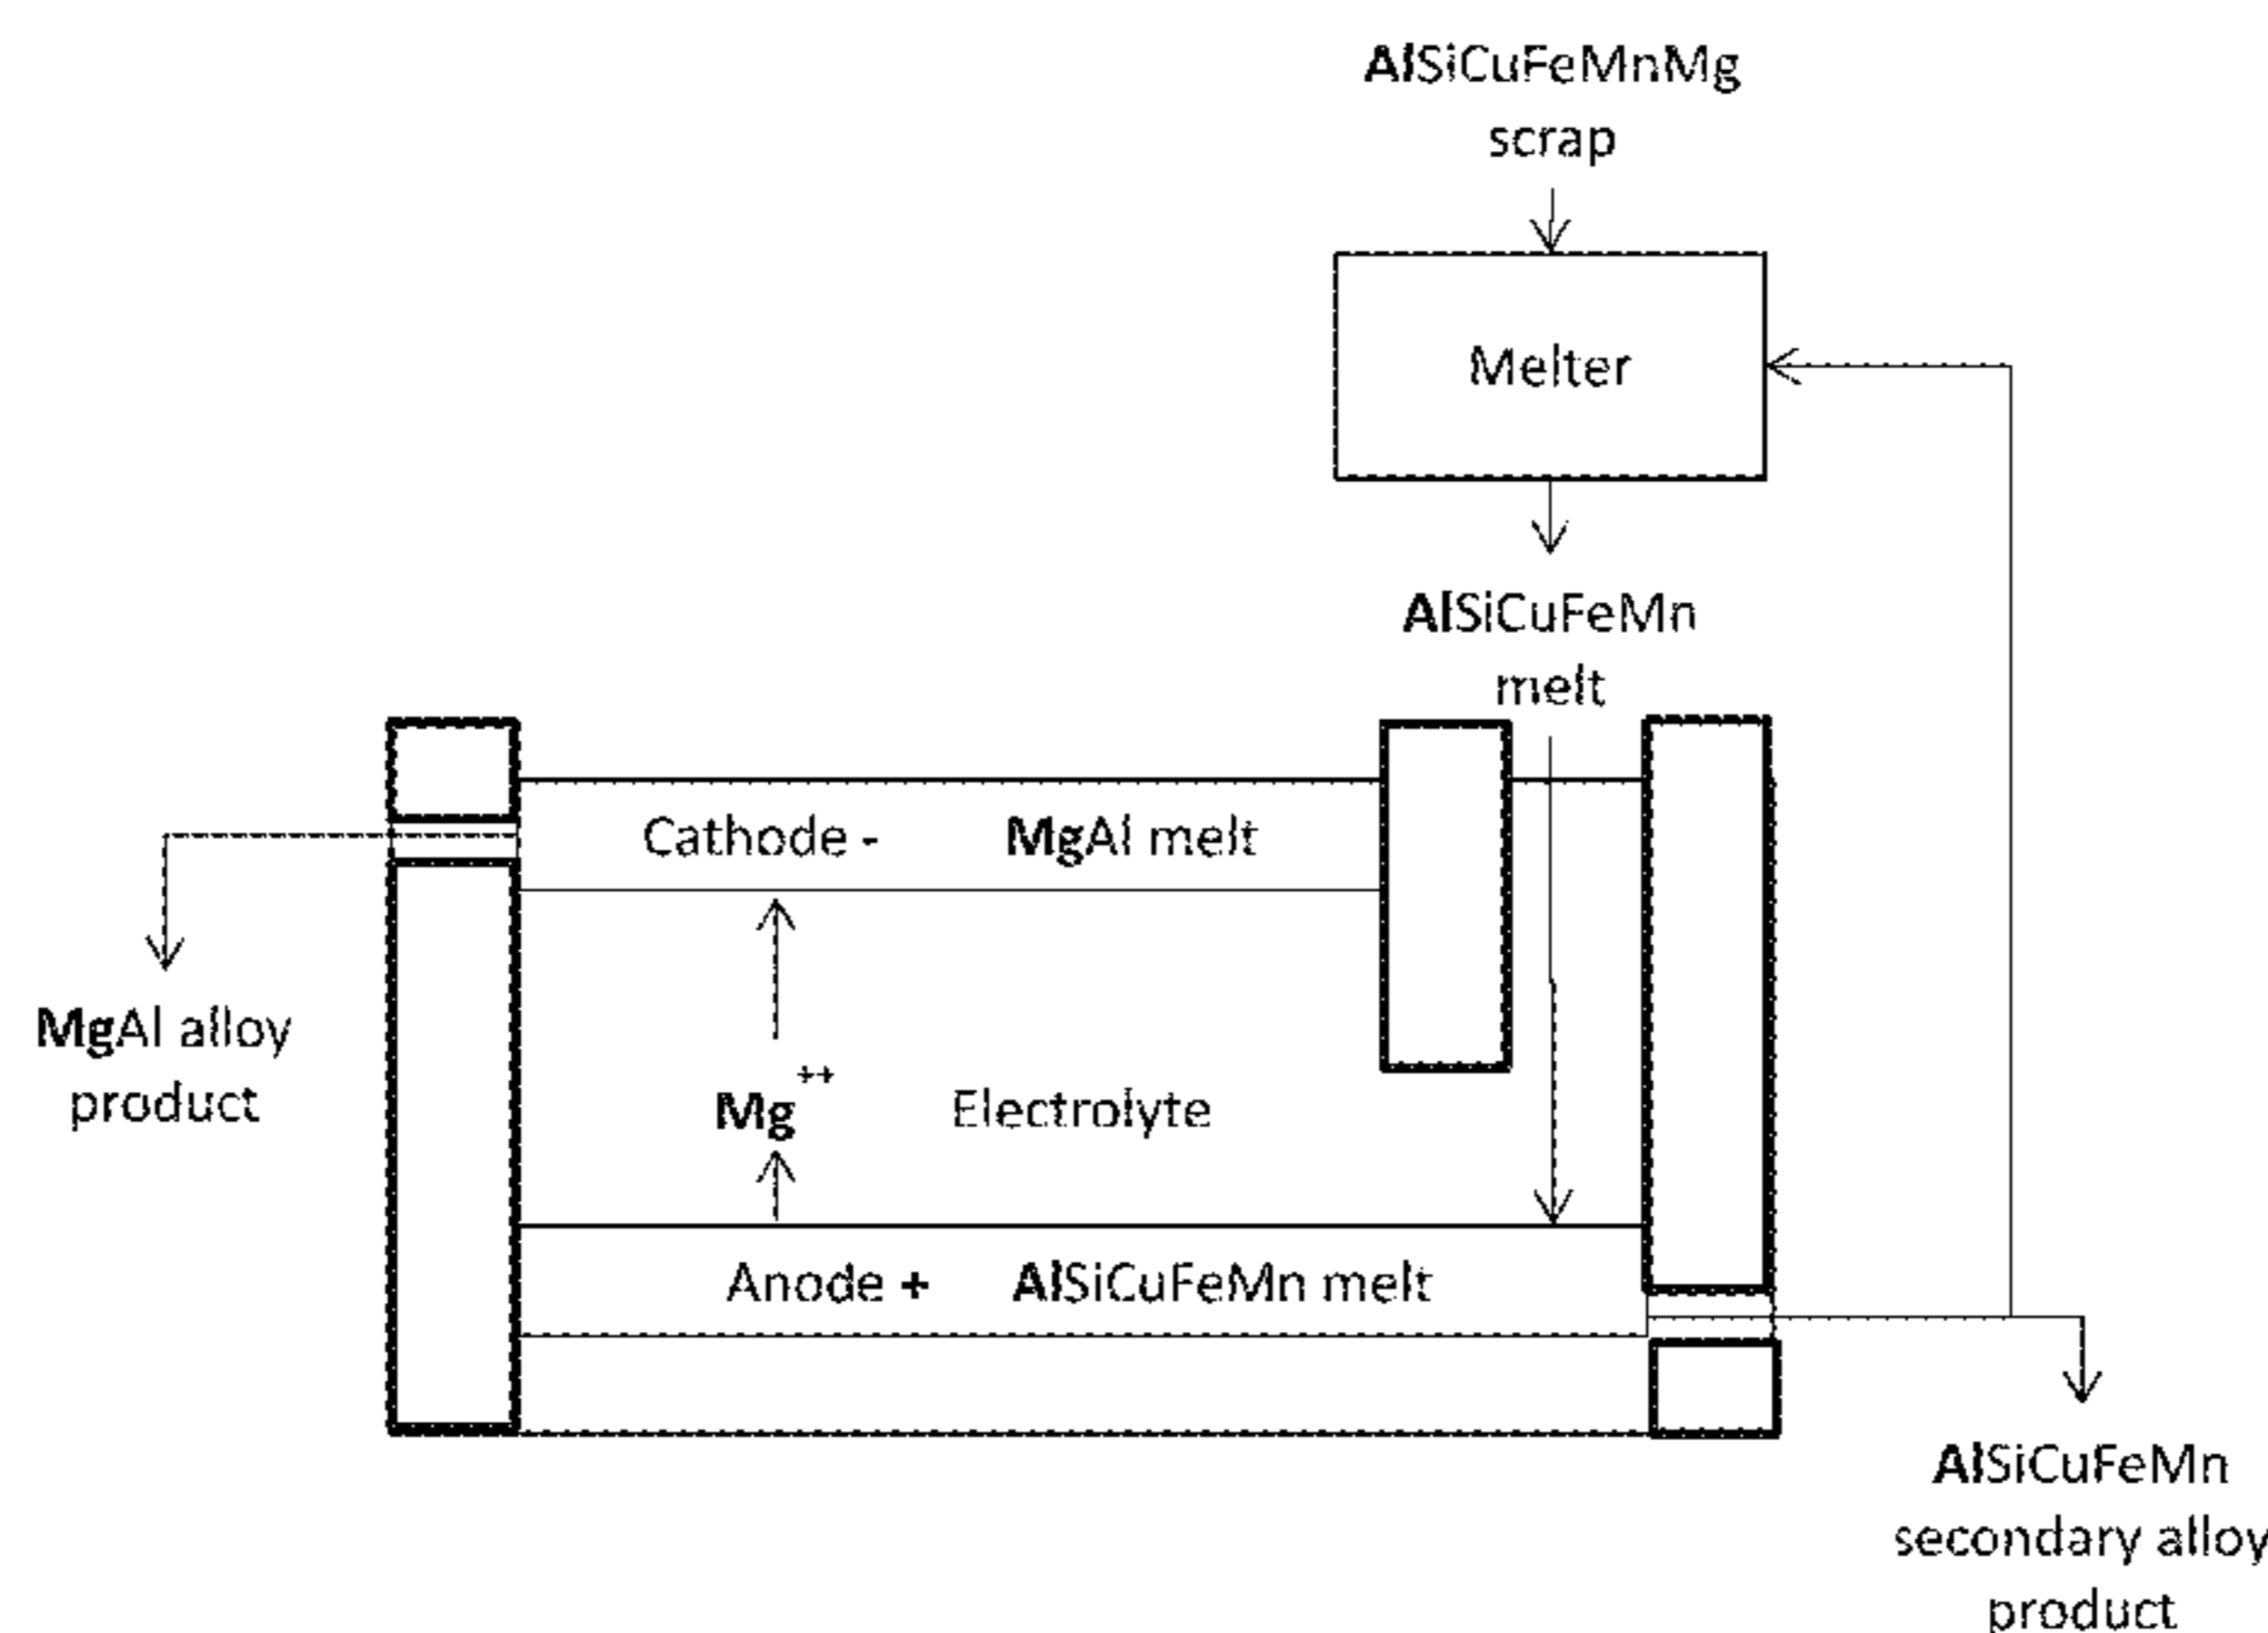 AlSiCuFeMnMg
scrap
Melter
AlSiCuFeMn
melt
Cathode - MgAl melt
MgAl alloy
product
Mg++ Electrolyte
Anode + AlSiCuFeMn melt
AlSiCuFeMn
secondary alloy
product